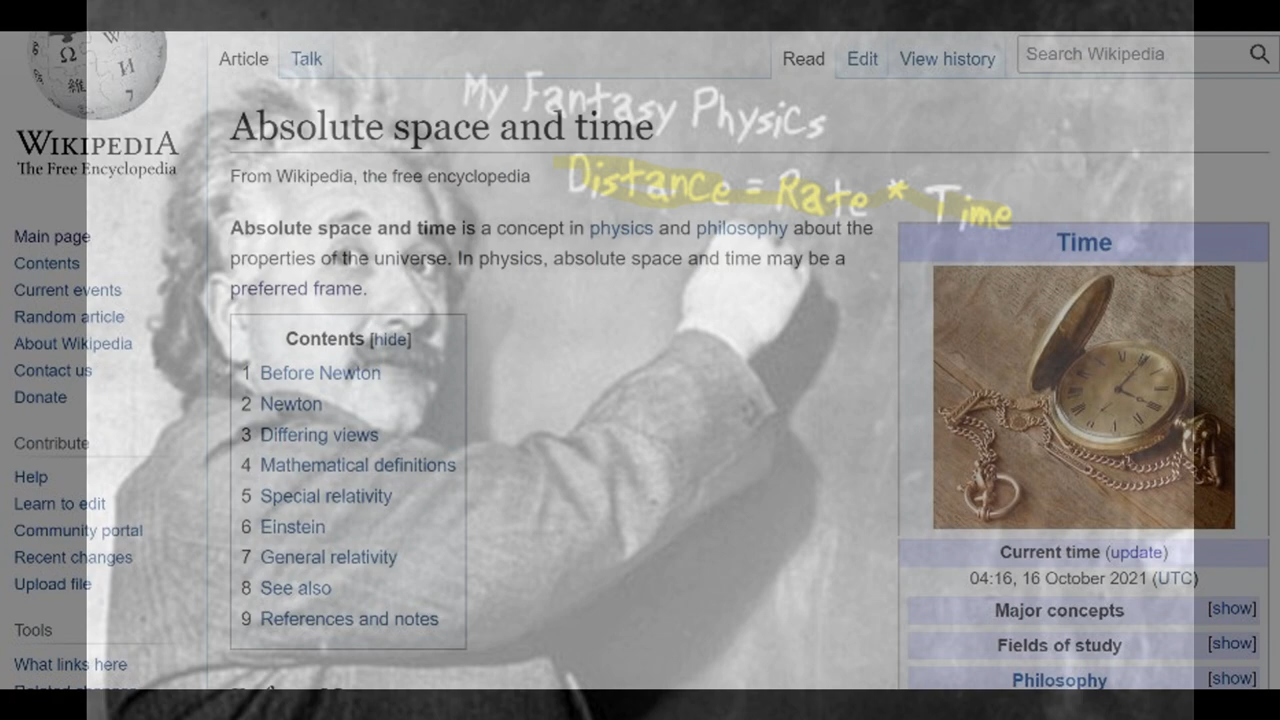 Article Talk Read Edit View history Search Wikipedia
WIKIPEDIA
The Free Encyclopedia
My Fantasy Physics
Absolute space and time
Distance = Rate * Time
From Wikipedia, the free encyclopedia
Absolute space and time is a concept in physics and philosophy about the
properties of the universe. In physics, absolute space and time may be a
preferred frame.
Contents [hide]
1 Before Newton
2 Newton
3 Differing views
4 Mathematical definitions
5 Special relativity
6 Einstein
7 General relativity
8 See also
9 References and notes
Main page
Contents
Current events
Random article
About Wikipedia
Contact us
Donate
Contribute
Help
Learn to edit
Community portal
Recent changes
Upload file
Tools
What links here
Time
Current time (update)
04:16, 16 October 2021 (UTC)
Major concepts [show]
Fields of study [show]
Philosophy [show]